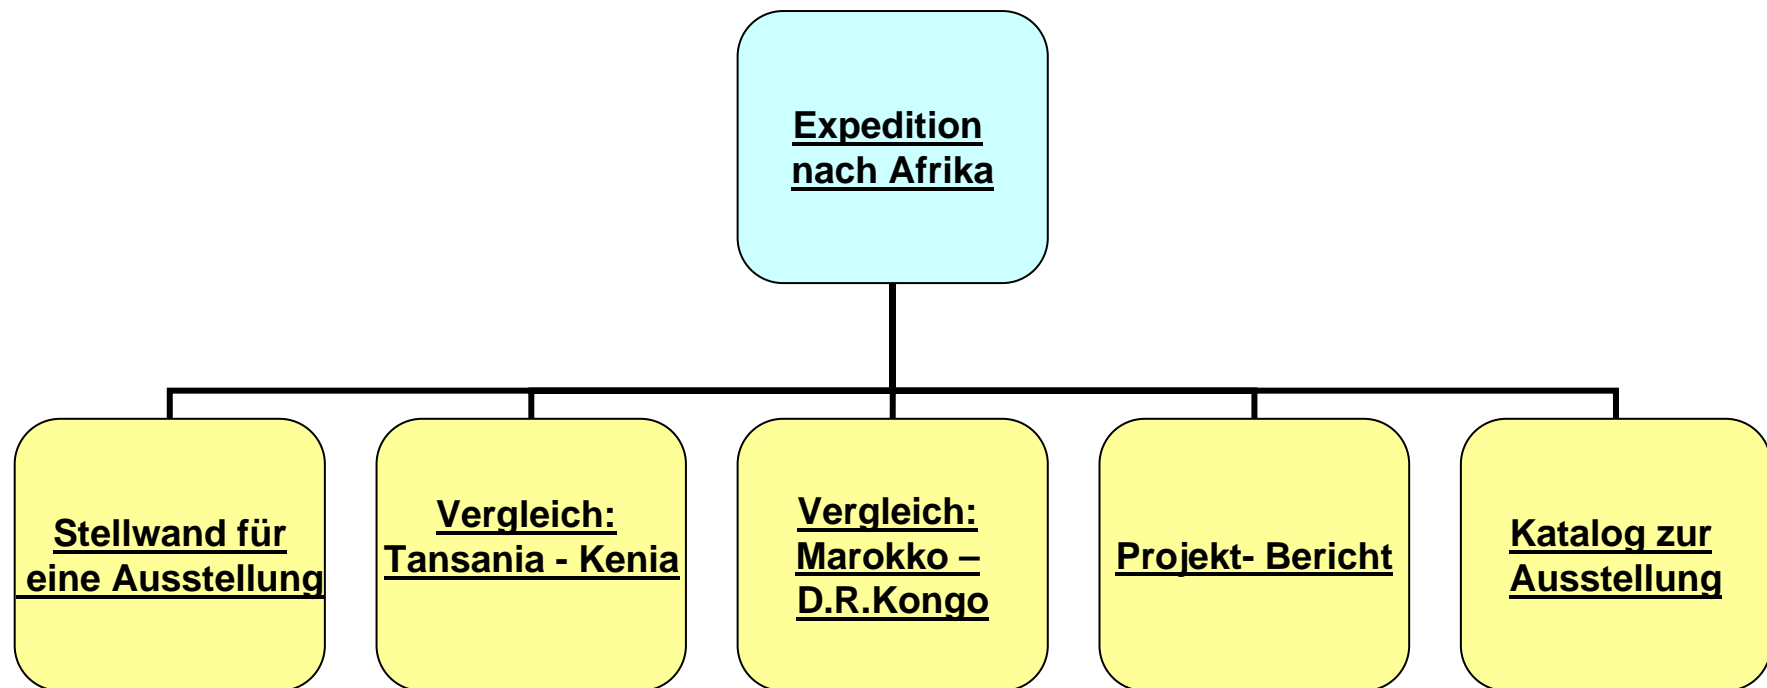 Expedition
nach Afrika
Stellwand für
eine Ausstellung
Vergleich:
Tansania - Kenia
Vergleich:
Marokko –
D.R.Kongo
Projekt- Bericht
Katalog zur
Ausstellung